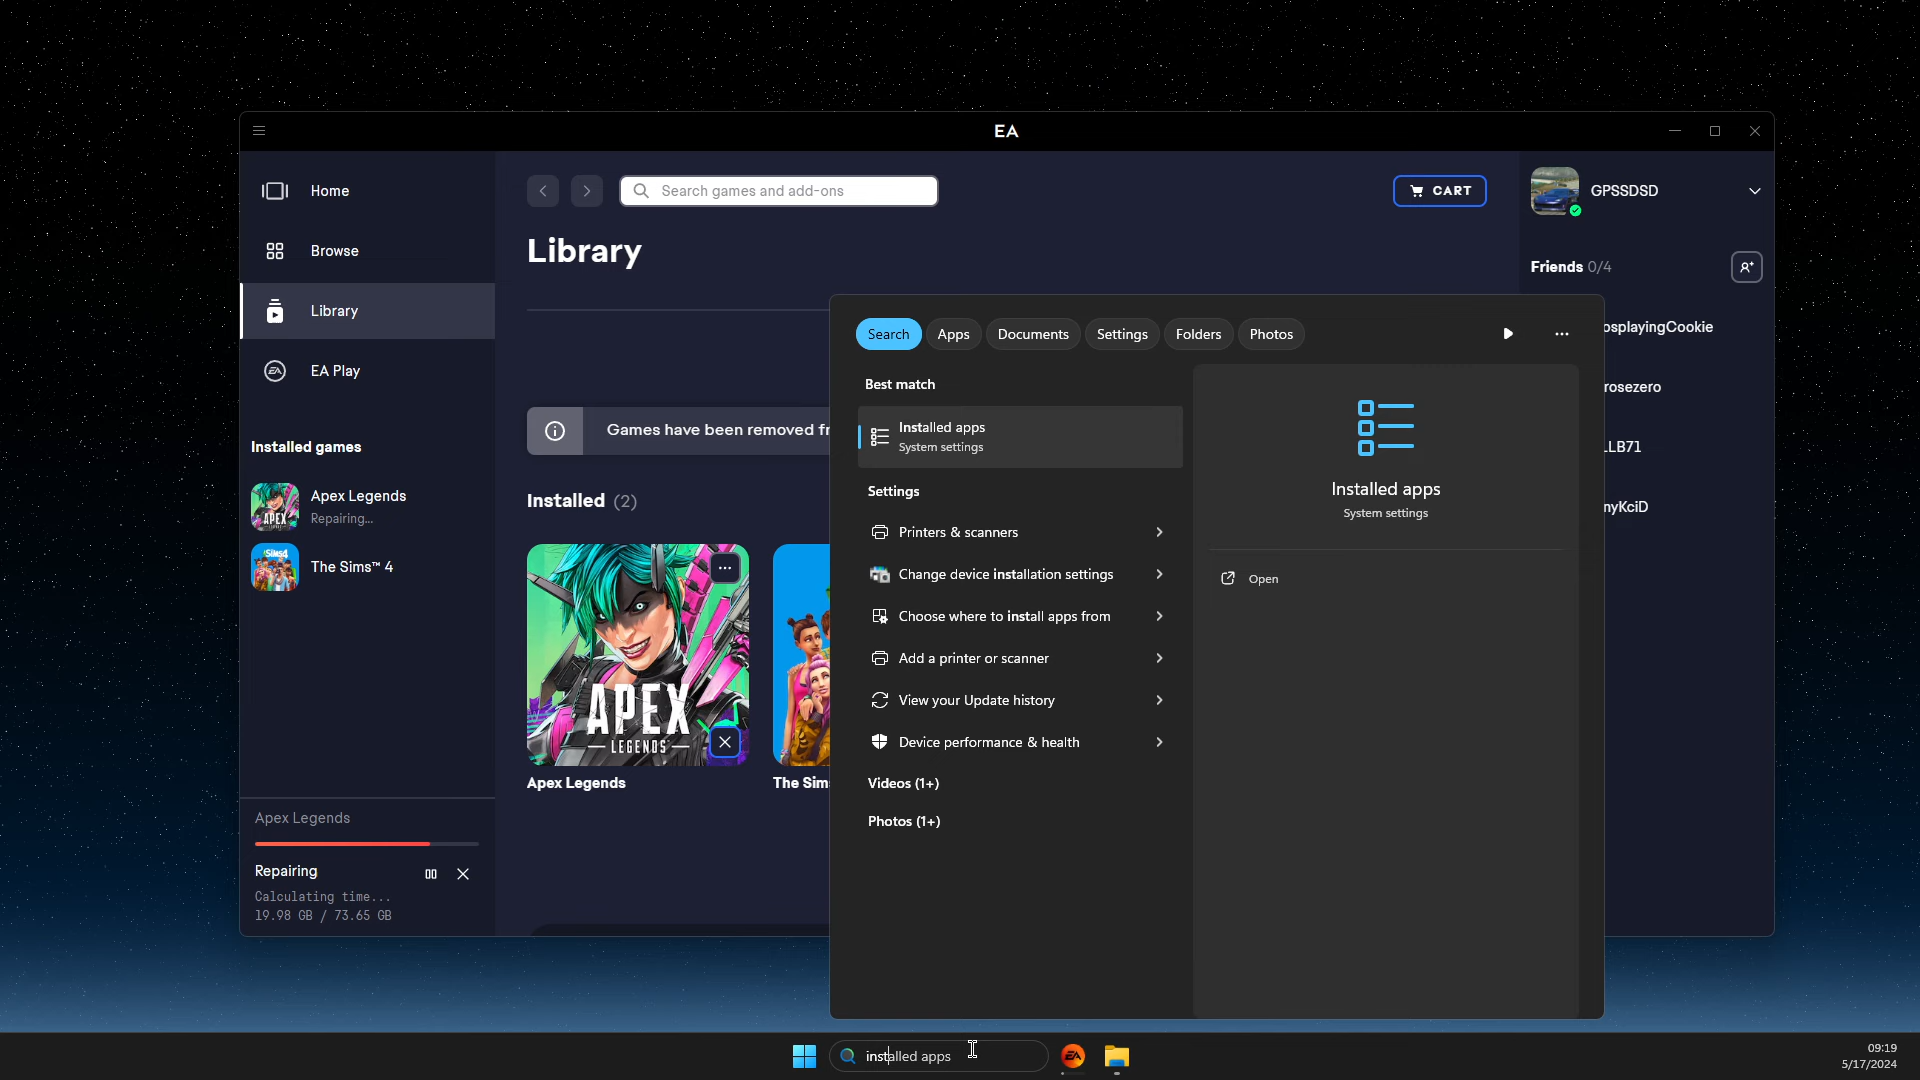 EA
Home
Browse
Library
EA Play
Installed games
Apex Legends
Repairing...
The Sims™ 4
Apex Legends
Repairing
Calculating time...
19.98 GB / 73.65 GB
Search games and add-ons
CART
Library
Games have been removed
Installed (2)
APEX
LEGENDS
Apex Legends
The Sim
GPSSDSD
Friends 0/4
osplayingCookie
rosezero
LB71
nyKciD
Search
Apps
Documents
Settings
Folders
Photos
Best match
Installed apps
System settings
Settings
Printers & scanners
Change device installation settings
Choose where to install apps from
Add a printer or scanner
View your Update history
Device performance & health
Videos (1+)
Photos (1+)
Installed apps
System settings
Open
installed apps
09:19
5/17/2024